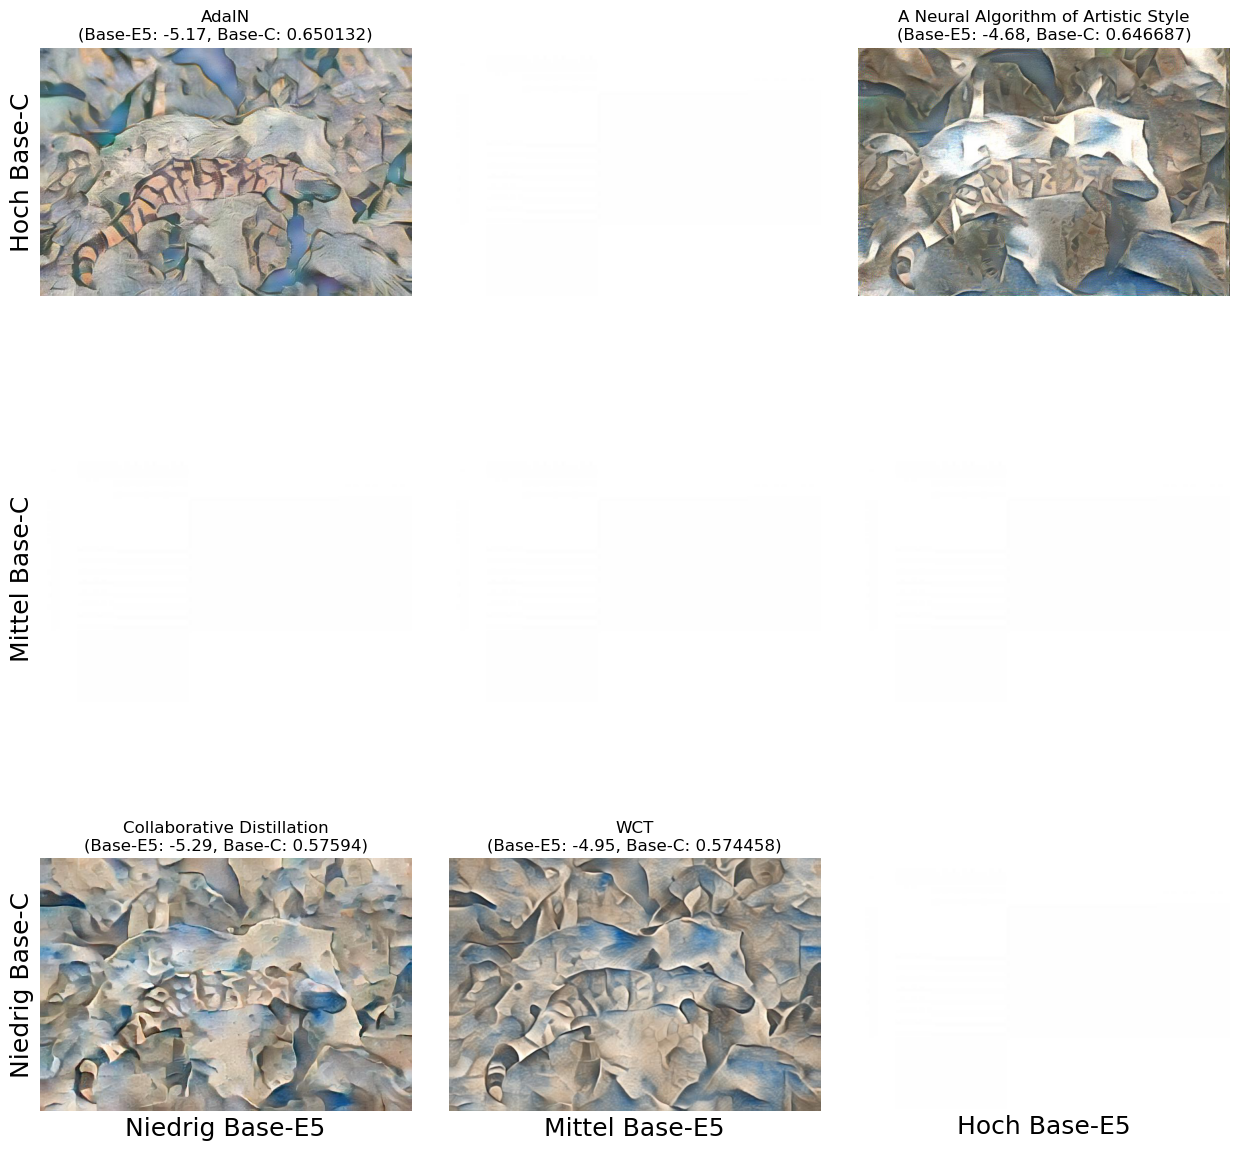 AdaIN
(Base-E5: -5.17, Base-C: 0.650132)
A Neural Algorithm of Artistic Style
(Base-E5: -4.68, Base-C: 0.646687)
Hoch Base-C
Mittel Base-C
Collaborative Distillation
(Base-E5: -5.29, Base-C: 0.57594)
WCT
(Base-E5: -4.95, Base-C: 0.574458)
Niedrig Base-C
Niedrig Base-E5
Mittel Base-E5
Hoch Base-E5